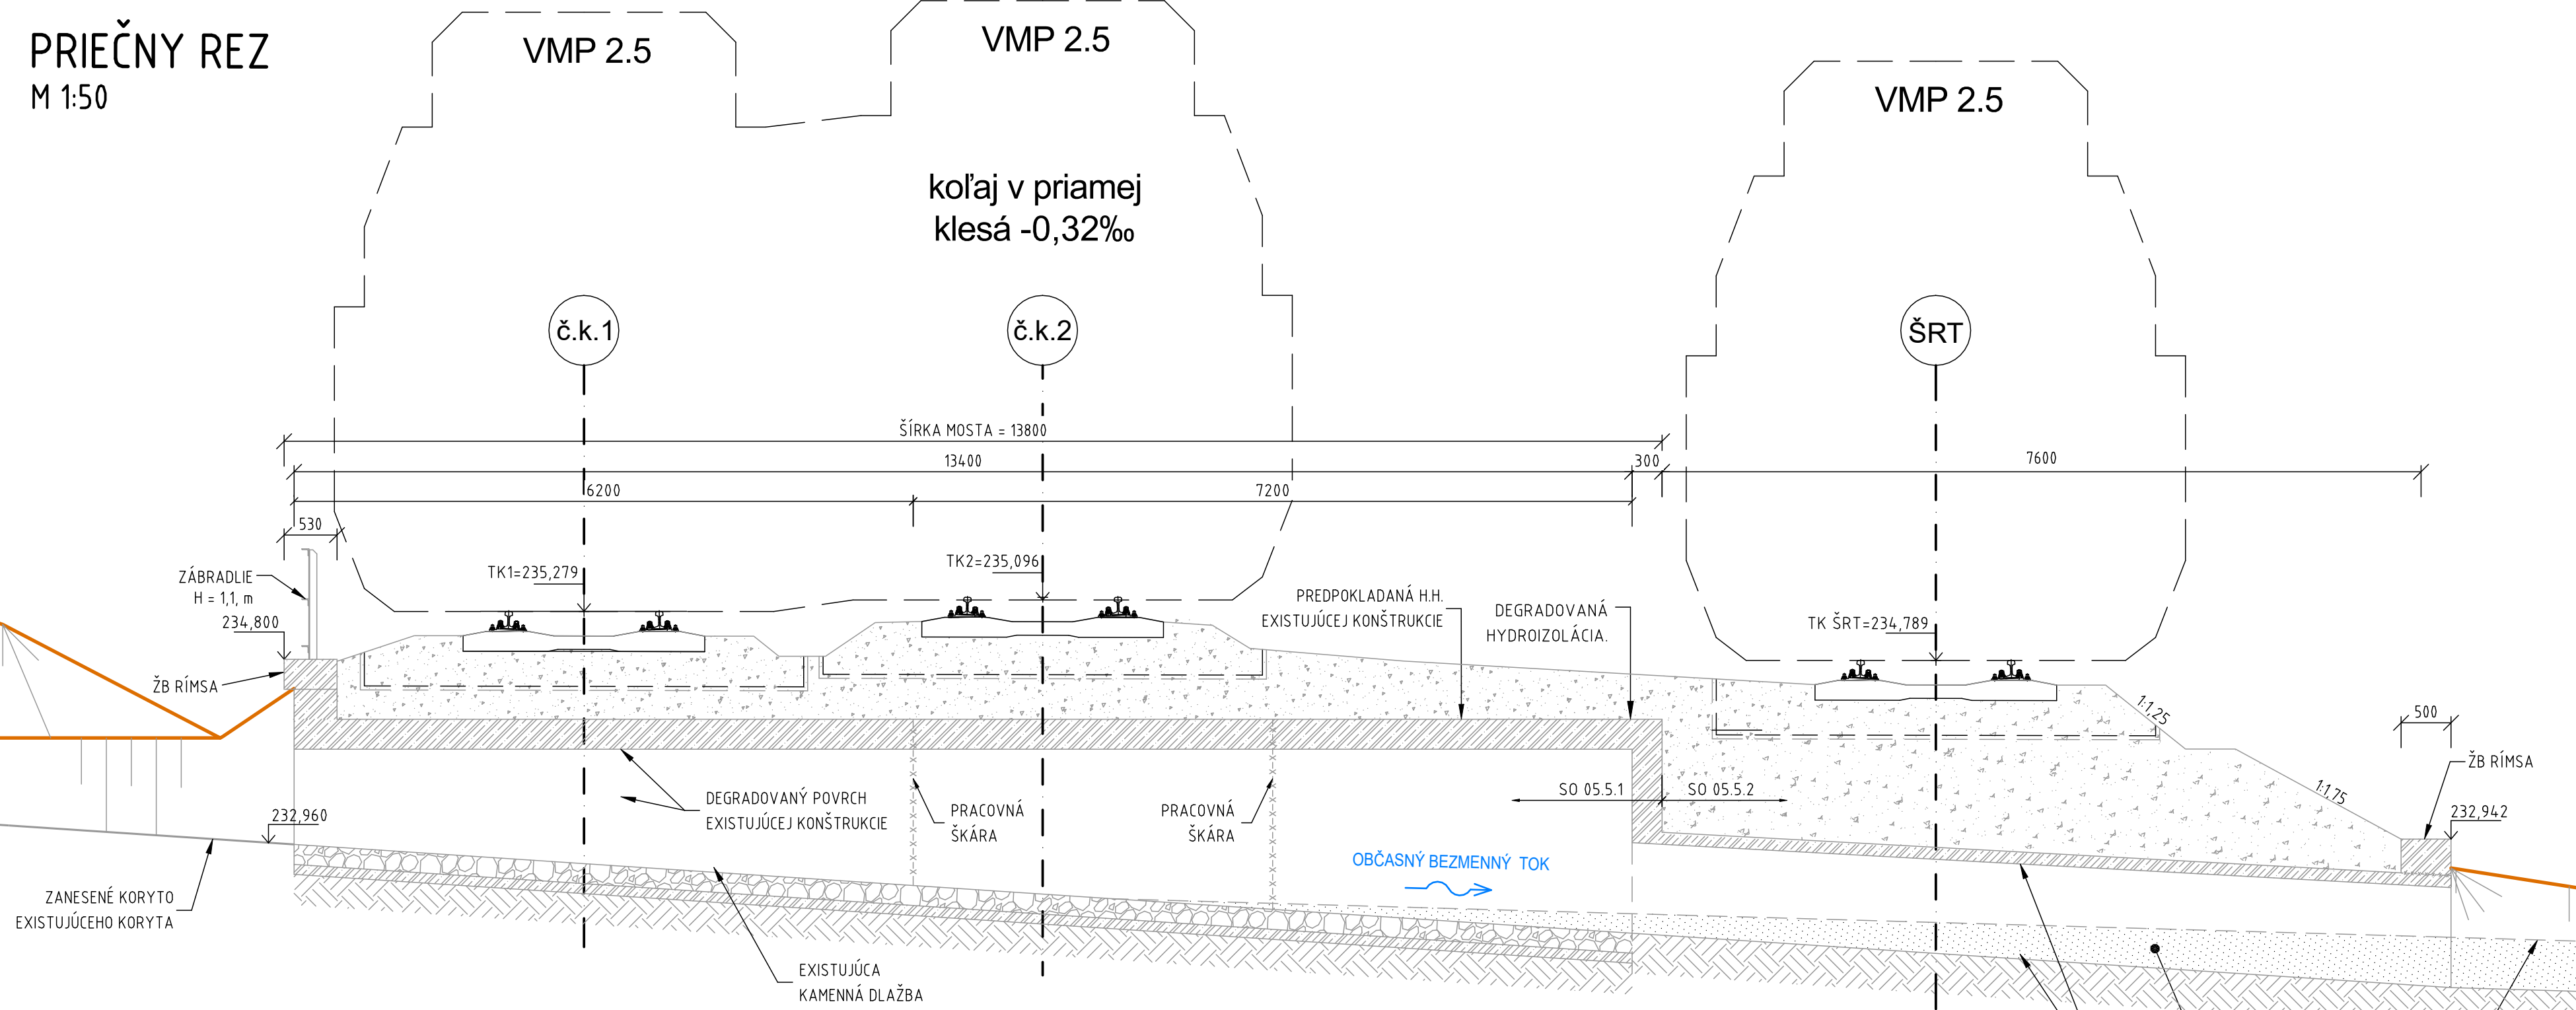 PRIEČNY REZ
M 1:50
VMP 2.5
VMP 2.5
VMP 2.5
koľaj v priamej
klesá -0,32‰
č.k.1
č.k.2
ŠRT
ŠÍRKA MOSTA = 13800
13400
300
7600
6200
7200
530
TK1=235,279
TK2=235,096
TK ŠRT=234,789
ZÁBRADLIE
H = 1,1, m
234,800
ŽB RÍMSA
PREDPOKLADANÁ H.H.
EXISTUJÚCEJ KONŠTRUKCIE
DEGRADOVANÁ
HYDROIZOLÁCIA.
1:1,25
1:1,75
500
ŽB RÍMSA
232,942
SO 05.5.1
SO 05.5.2
232,960
DEGRADOVANÝ POVRCH
EXISTUJÚCEJ KONŠTRUKCIE
PRACOVNÁ
ŠKÁRA
PRACOVNÁ
ŠKÁRA
OBČASNÝ BEZMENNÝ TOK
ZANESENÉ KORYTO
EXISTUJÚCEHO KORYTA
EXISTUJÚCA
KAMENNÁ DLAŽBA